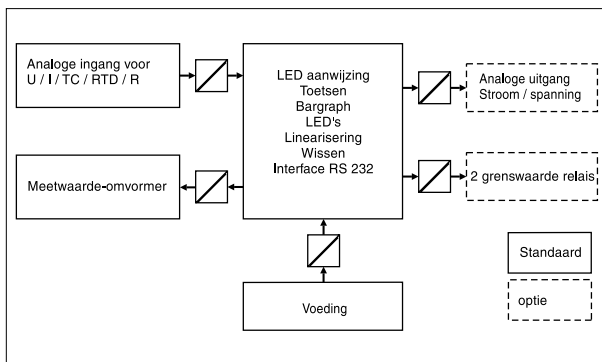 Analoge ingang voor
U / I / TC / RTD / R
LED aanwijzing
Toetsen
Bargraph
LED's
Linearisering
Wissen
Interface RS 232
Analoge uitgang
Stroom / spanning
Meetwaarde-omvormer
2 grenswaarde relais
Voeding
Standaard
optie